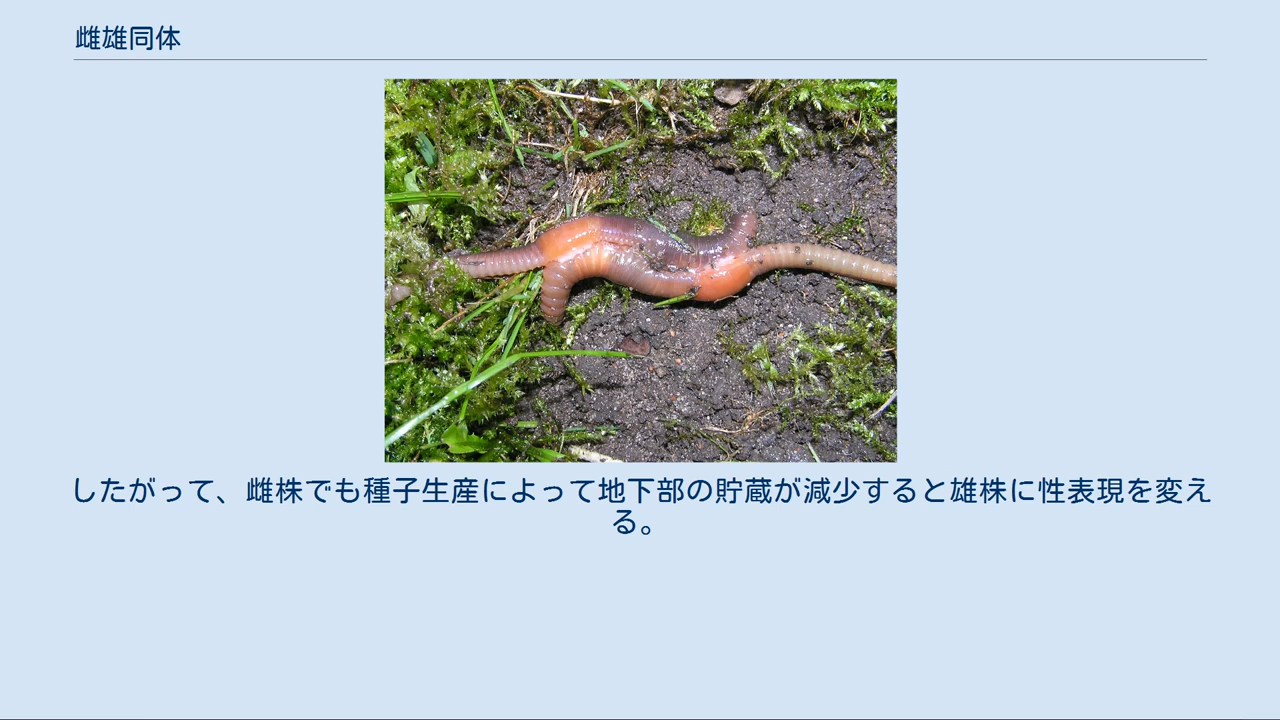 雌雄同体
したがって、雌株でも種子生産によって地下部の貯蔵が減少すると雄株に性表現を変え
る。